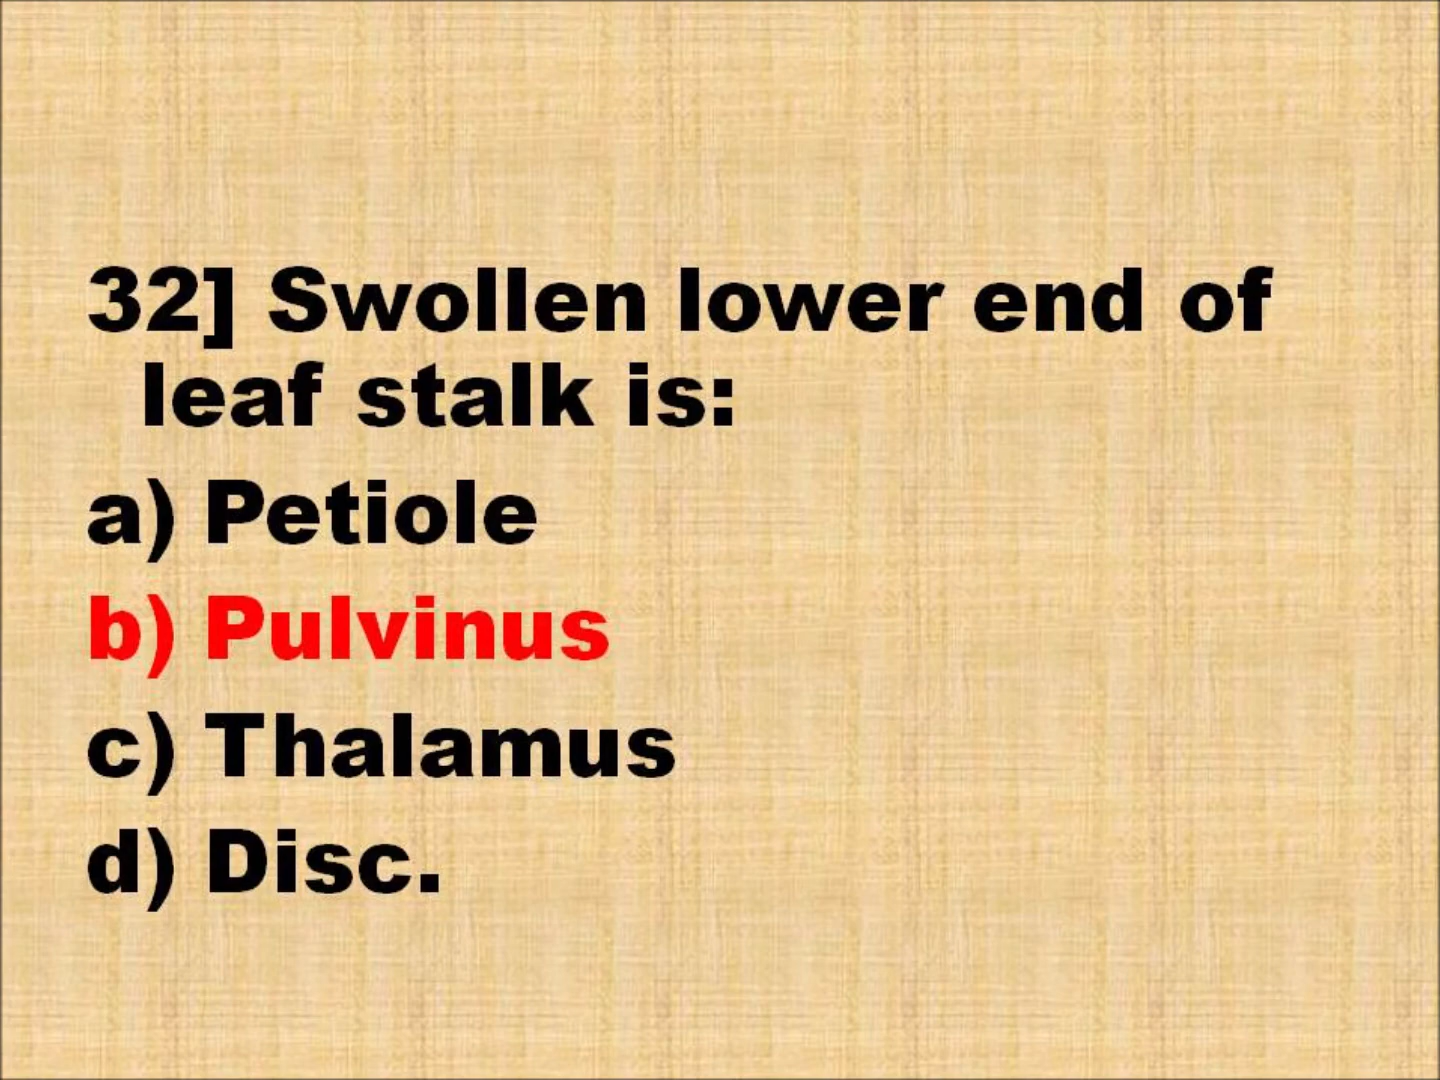 32] Swollen lower end of
leaf stalk is:
a) Petiole
b) Pulvinus
c) Thalamus
d) Disc.